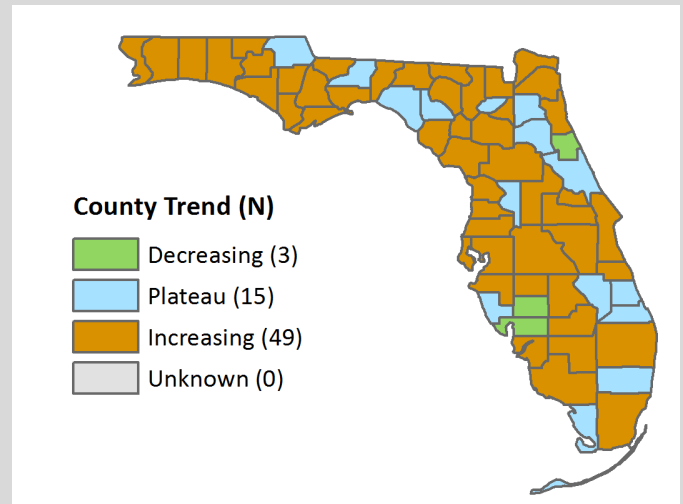 County Trend (N)
Decreasing (3)
Plateau (15)
Increasing (49)
Unknown (0)